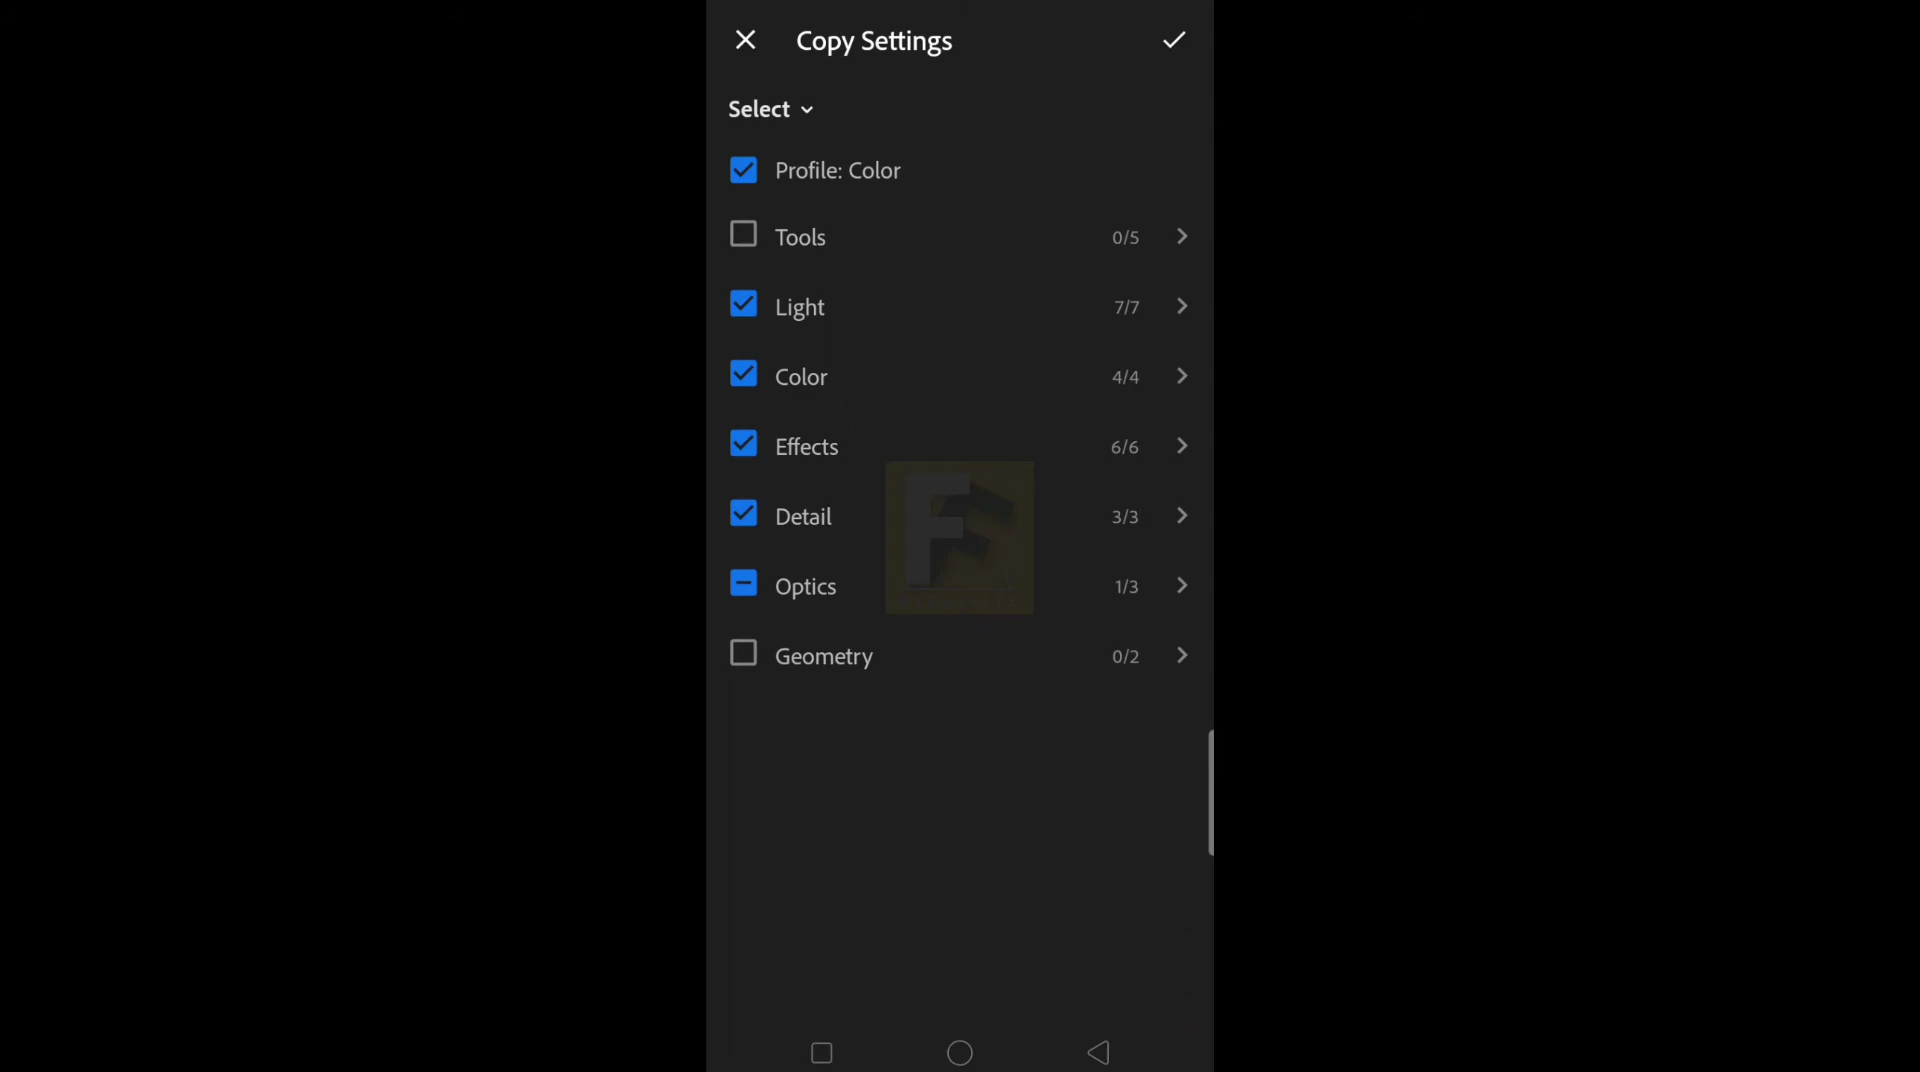 Copy Settings
Select
Profile: Color
Tools 0/5
Light 7/7
Color 4/4
Effects 6/6
Detail 3/3
Optics 1/3
Geometry 0/2
F